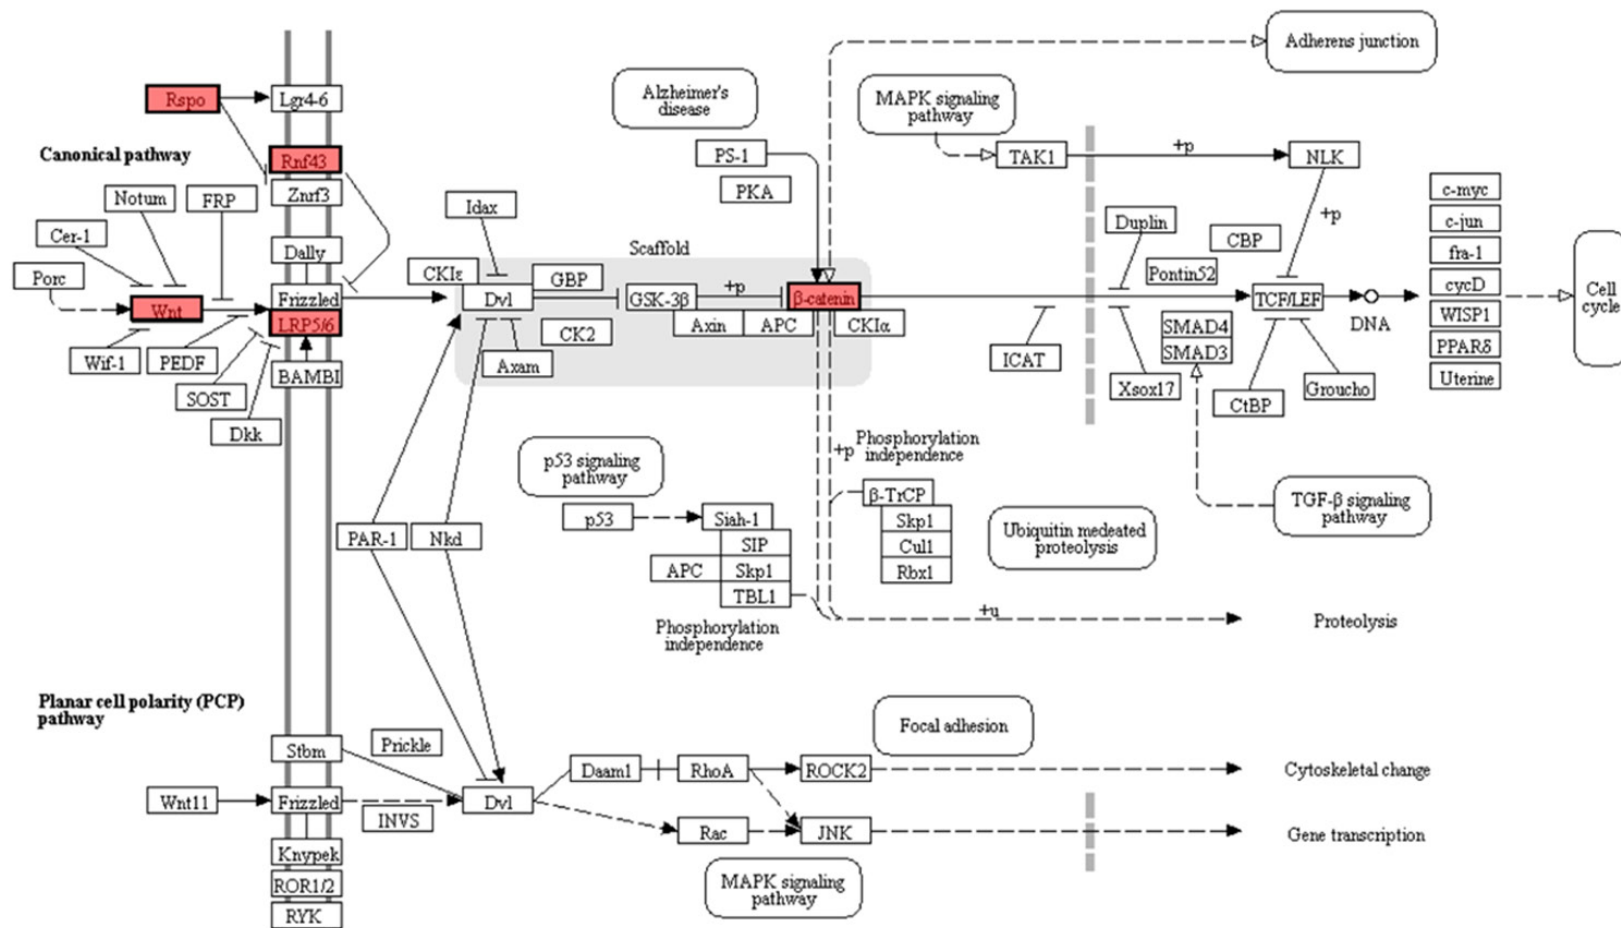 Adherens junction
Alzheimer's
disease
MAPK signaling
pathway
Rspo
Lgr4-6
Canonical pathway
Rnf43
PS-1
TAK1
+p
NLK
Znrf3
PKA
c-myc
Notum
FRP
Idax
+p
Duplin
c-jun
Cer-1
Dally
Scaffold
CBP
fra-1
Porc
CKIε
GBP
Pontin52
cycD
Cell
cycle
Wnt
Frizzled
Dvl
GSK-3β
+p
β-catenin
TCF/LEF
DNA
WISP1
LRP5/6
CK2
Axin
APC
CKIα
SMAD4
SMAD3
PPARδ
Wif-1
PEDF
BAMBI
Axam
ICAT
Uterine
SOST
Xsox17
CtBP
Groucho
Dkk
p53 signaling
pathway
+p
Phosphorylation
independence
β-TrCP
Skp1
Cul1
Rbx1
TGF-β signaling
pathway
p53
Siah-1
SIP
APC
Skp1
TBL1
Ubiquitin medeated
proteolysis
PAR-1
Nkd
+u
Proteolysis
Phosphorylation
independence
Planar cell polarity (PCP)
pathway
Focal adhesion
Stbm
Prickle
Daam1
RhoA
ROCK2
Cytoskeletal change
Wnt11
Frizzled
INVS
Dvl
Rac
JNK
Gene transcription
Knypek
ROR1/2
RYK
MAPK signaling
pathway